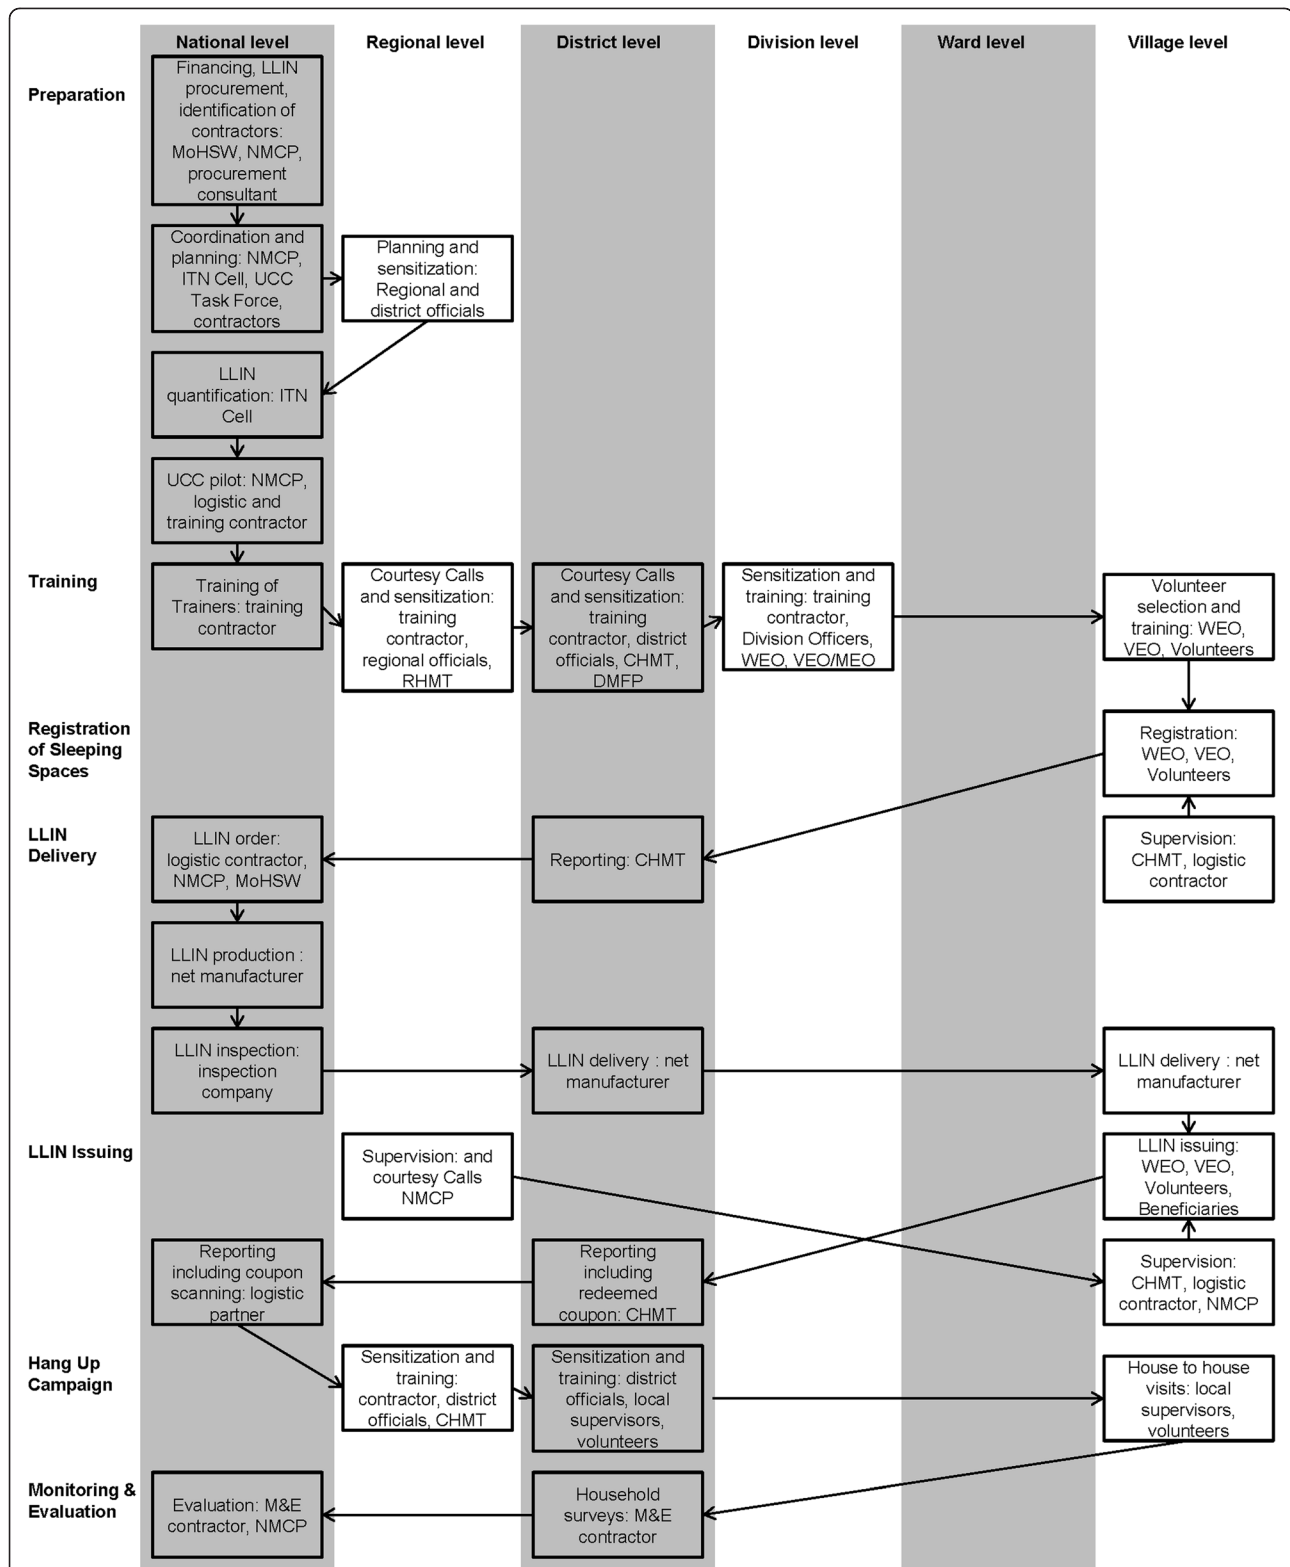 National level
Regional level
District level
Division level
Ward level
Village level
Preparation
Financing, LLIN
procurement,
identification of
contractors:
MoHSW, NMCP,
procurement
consultant
Coordination and
planning: NMCP,
ITN Cell, UCC
Task Force,
contractors
Planning and
sensitization:
Regional and
district officials
LLIN
quantification: ITN
Cell
UCC pilot: NMCP,
logistic and
training contractor
Training
Training of
Trainers: training
contractor
Courtesy Calls
and sensitization:
training
contractor,
regional officials,
RHMT
Courtesy Calls
and sensitization:
training
contractor, district
officials, CHMT,
DMFP
Sensitization and
training: training
contractor,
Division Officers,
WEO, VEO/MEO
Volunteer
selection and
training: WEO,
VEO, Volunteers
Registration
of Sleeping
Spaces
Registration:
WEO, VEO,
Volunteers
LLIN
Delivery
LLIN order:
logistic contractor,
NMCP, MoHSW
Reporting: CHMT
Supervision:
CHMT, logistic
contractor
LLIN production :
net manufacturer
LLIN inspection:
inspection
company
LLIN delivery : net
manufacturer
LLIN delivery : net
manufacturer
LLIN Issuing
Supervision: and
courtesy Calls
NMCP
LLIN issuing:
WEO, VEO,
Volunteers,
Beneficiaries
Reporting
including coupon
scanning: logistic
partner
Reporting
including
redeemed
coupon: CHMT
Supervision:
CHMT, logistic
contractor, NMCP
Hang Up
Campaign
Sensitization and
training:
contractor, district
officials, CHMT
Sensitization and
training: district
officials, local
supervisors,
volunteers
House to house
visits: local
supervisors,
volunteers
Monitoring &
Evaluation
Evaluation: M&E
contractor, NMCP
Household
surveys: M&E
contractor